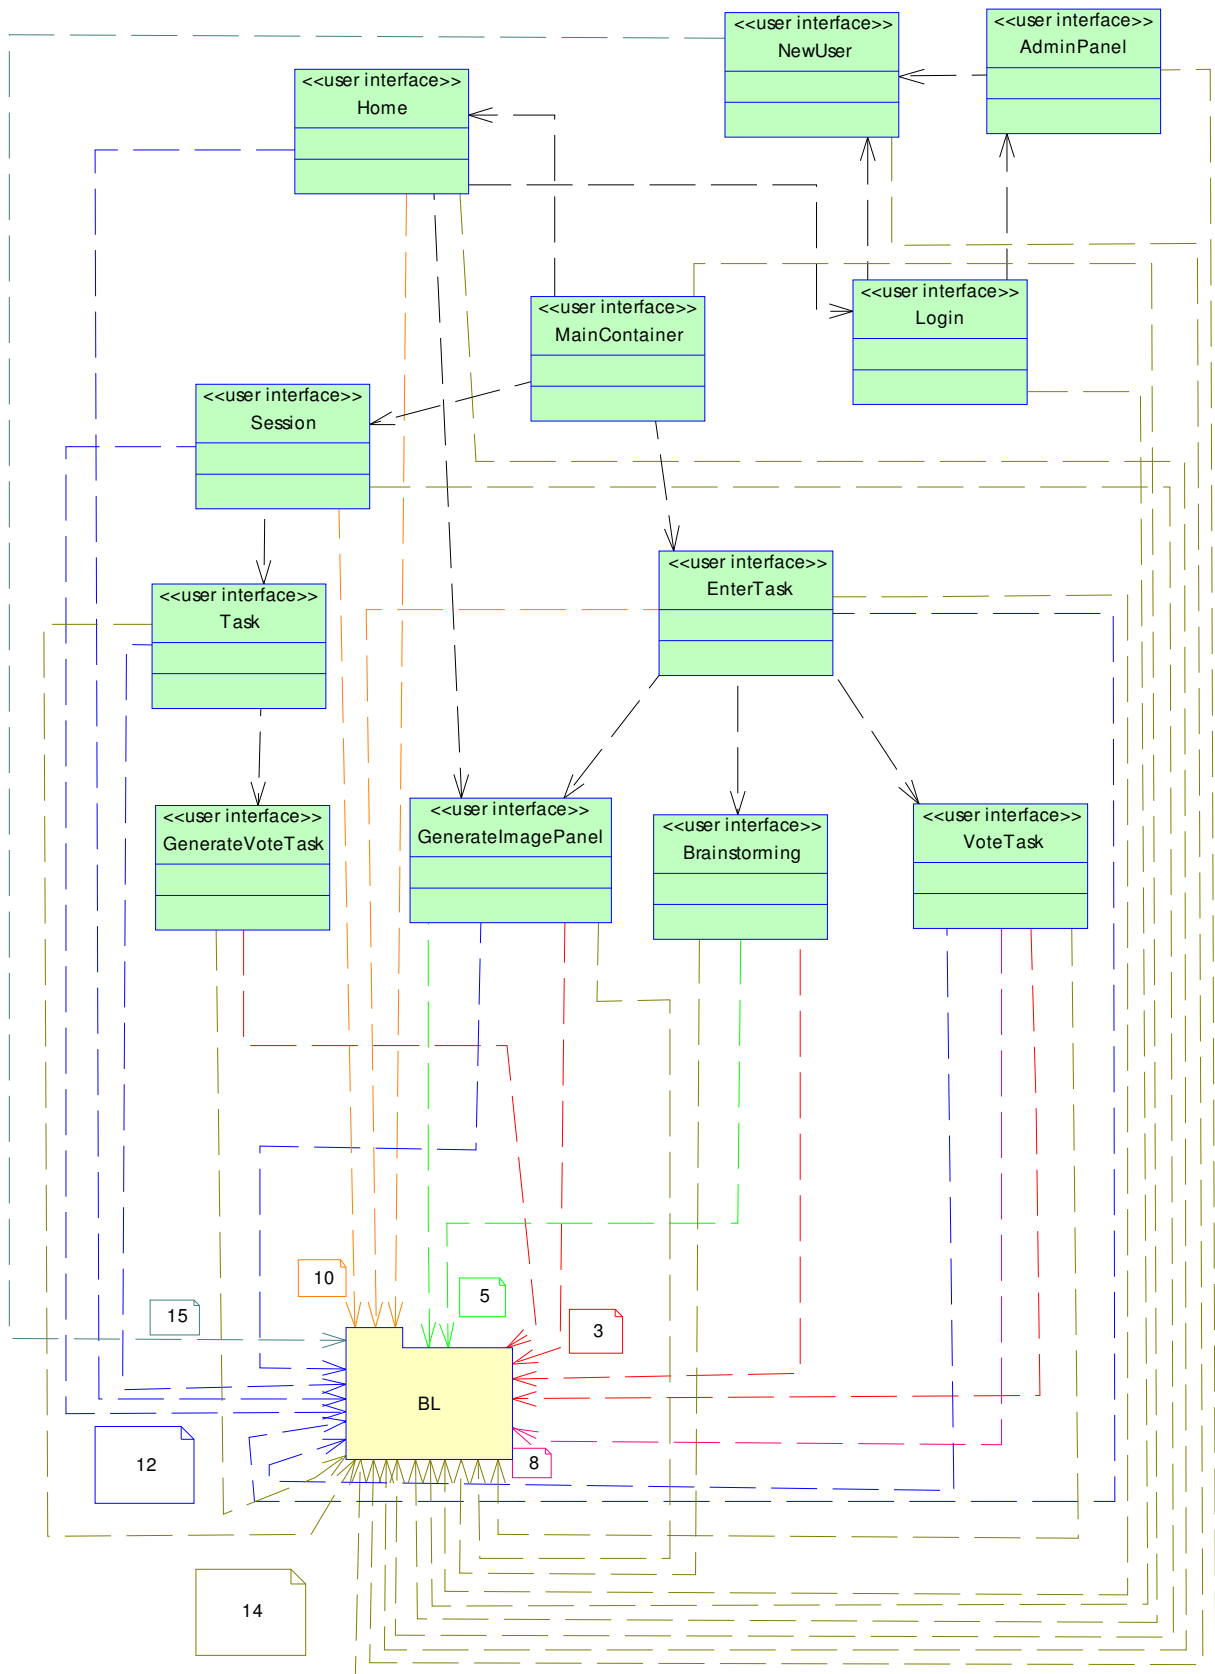 <<user interface>>
NewUser
<<user interface>>
AdminPanel
<<user interface>>
Home
<<user interface>>
MainContainer
<<user interface>>
Login
<<user interface>>
Session
<<user interface>>
EnterTask
<<user interface>>
Task
<<user interface>>
GenerateVoteTask
<<user interface>>
GenerateImagePanel
<<user interface>>
Brainstorming
<<user interface>>
VoteTask
10
5
15
3
BL
12
8
14